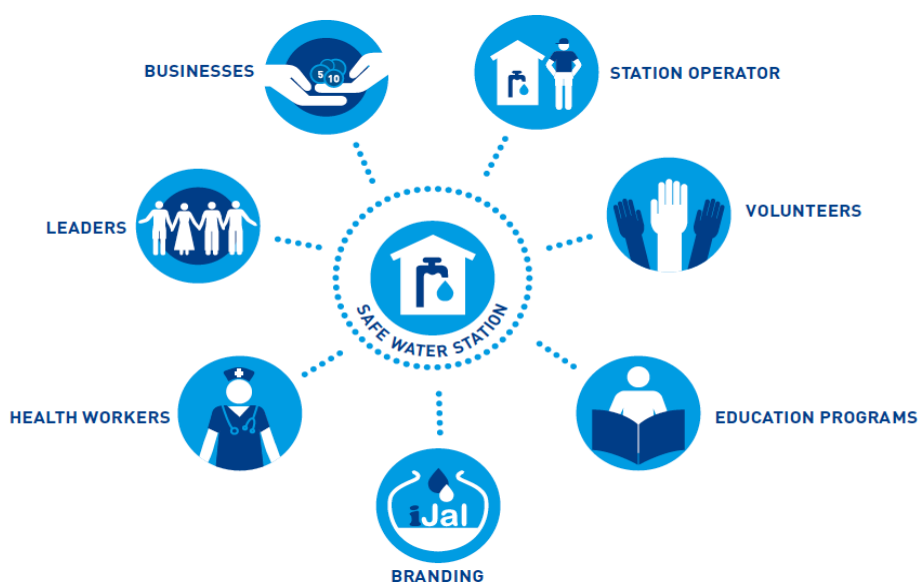 BUSINESSES
5
10
STATION OPERATOR
LEADERS
VOLUNTEERS
SAFE WATER STATION
HEALTH WORKERS
EDUCATION PROGRAMS
iJal
BRANDING